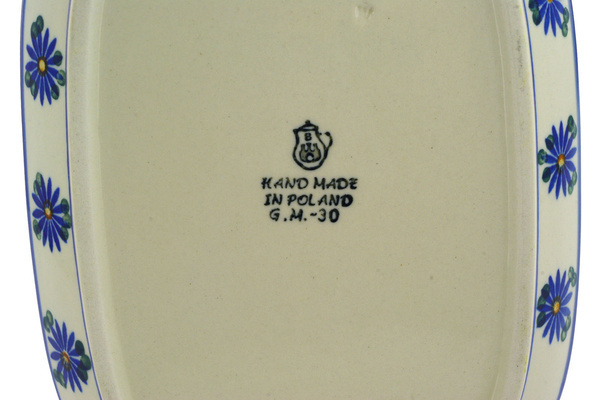 B
HAND MADE
IN POLAND
G.M.-30